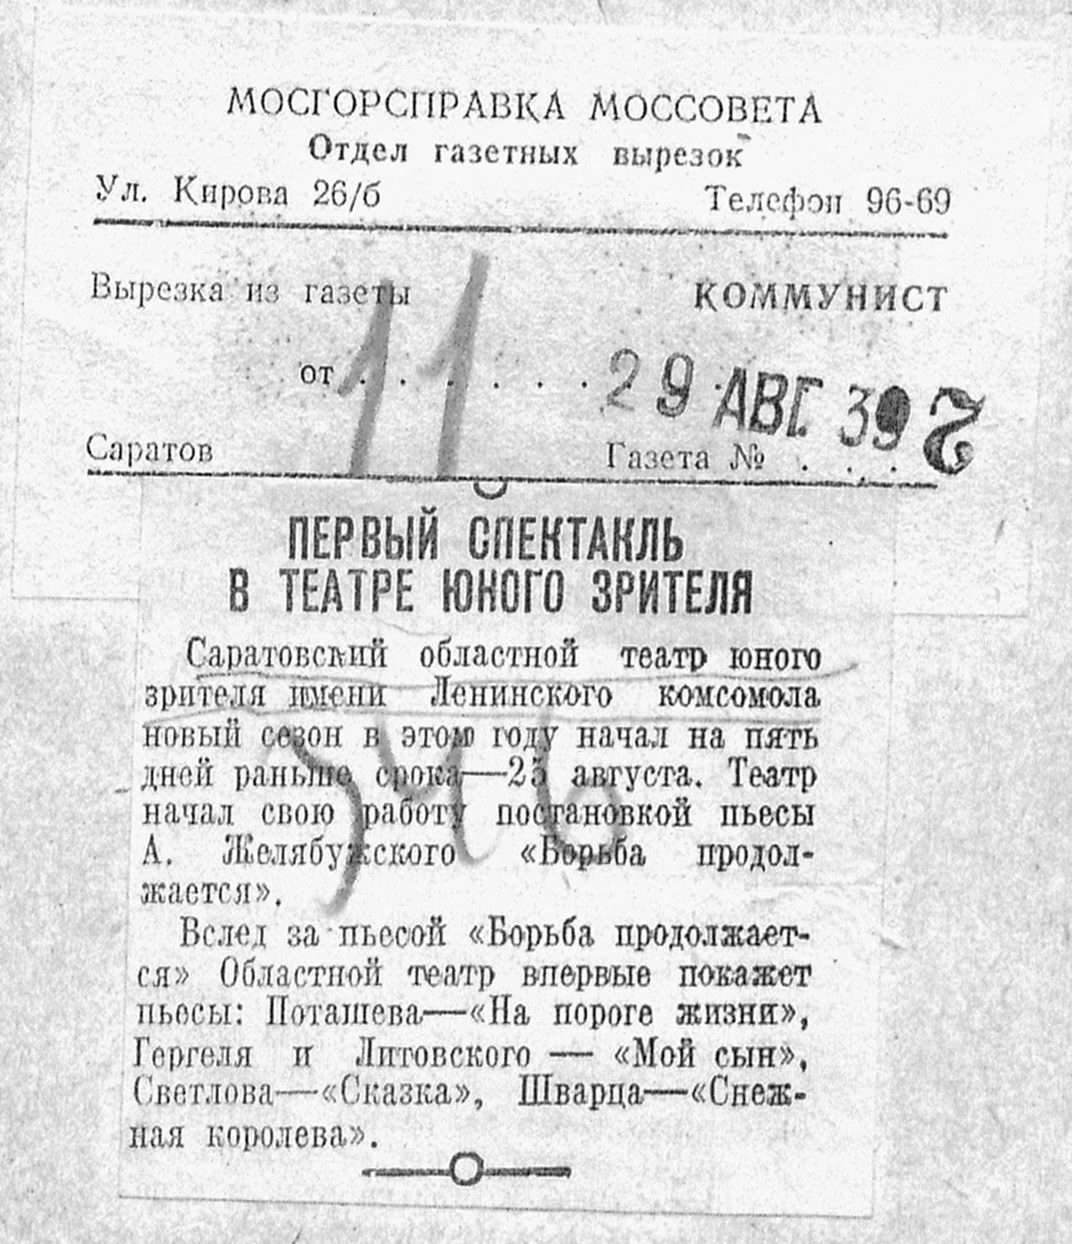 МОСГОРСПРАВКА МОССОВЕТА
Отдел газетных вырезок
Ул. Кирова 26/б Телефон 96-69
Вырезка из газеты КОММУНИСТ
от . . . . . . 29 АВГ 39
11
Саратов Газета № . . .
ПЕРВЫЙ СПЕКТАКЛЬ
В ТЕАТРЕ ЮНОГО ЗРИТЕЛЯ
Саратовский областной театр юного
зрителя имени Ленинского комсомола
новый сезон в этом году начал на пять
дней раньше срока—25 августа. Театр
начал свою работу постановкой пьесы
А. Желябужского «Борьба продол-
жается».
Вслед за пьесой «Борьба продолжает-
ся» Областной театр впервые покажет
пьесы: Поташева—«На пороге жизни»,
Гергеля и Литовского — «Мой сын»,
Светлова—«Сказка», Шварца—«Снеж-
ная королева».
546